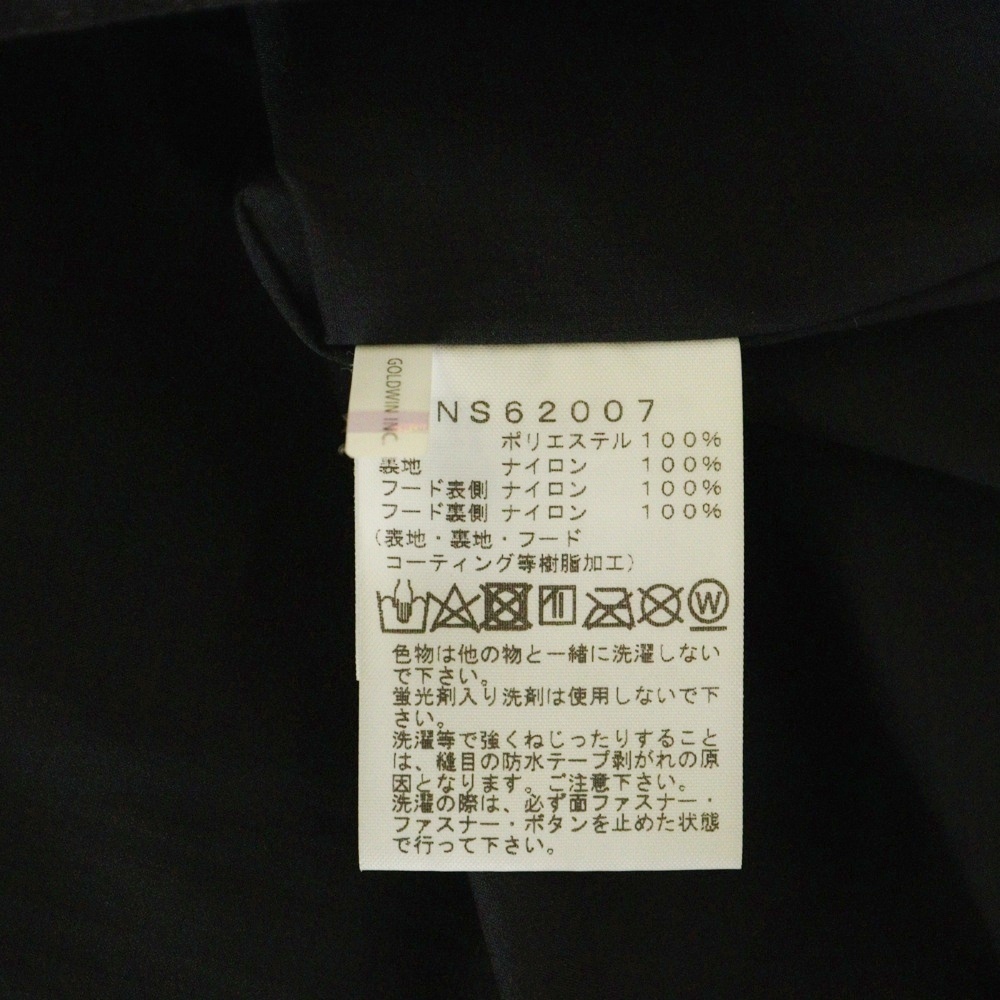 GOLDWIN INC.
NS62007
ポリエステル 100%
裏地 ナイロン 100%
フード表側 ナイロン 100%
フード裏側 ナイロン 100%
(表地・裏地・フード
コーティング等樹脂加工)
W
色物は他の物と一緒に洗濯しない
で下さい。
蛍光剤入り洗剤は使用しないで下
さい。
洗濯等で強くねじったりすること
は、縫目の防水テープ剥がれの原
因となります。ご注意下さい。
洗濯の際は、必ず面ファスナー・
ファスナー・ボタンを止めた状態
で行って下さい。